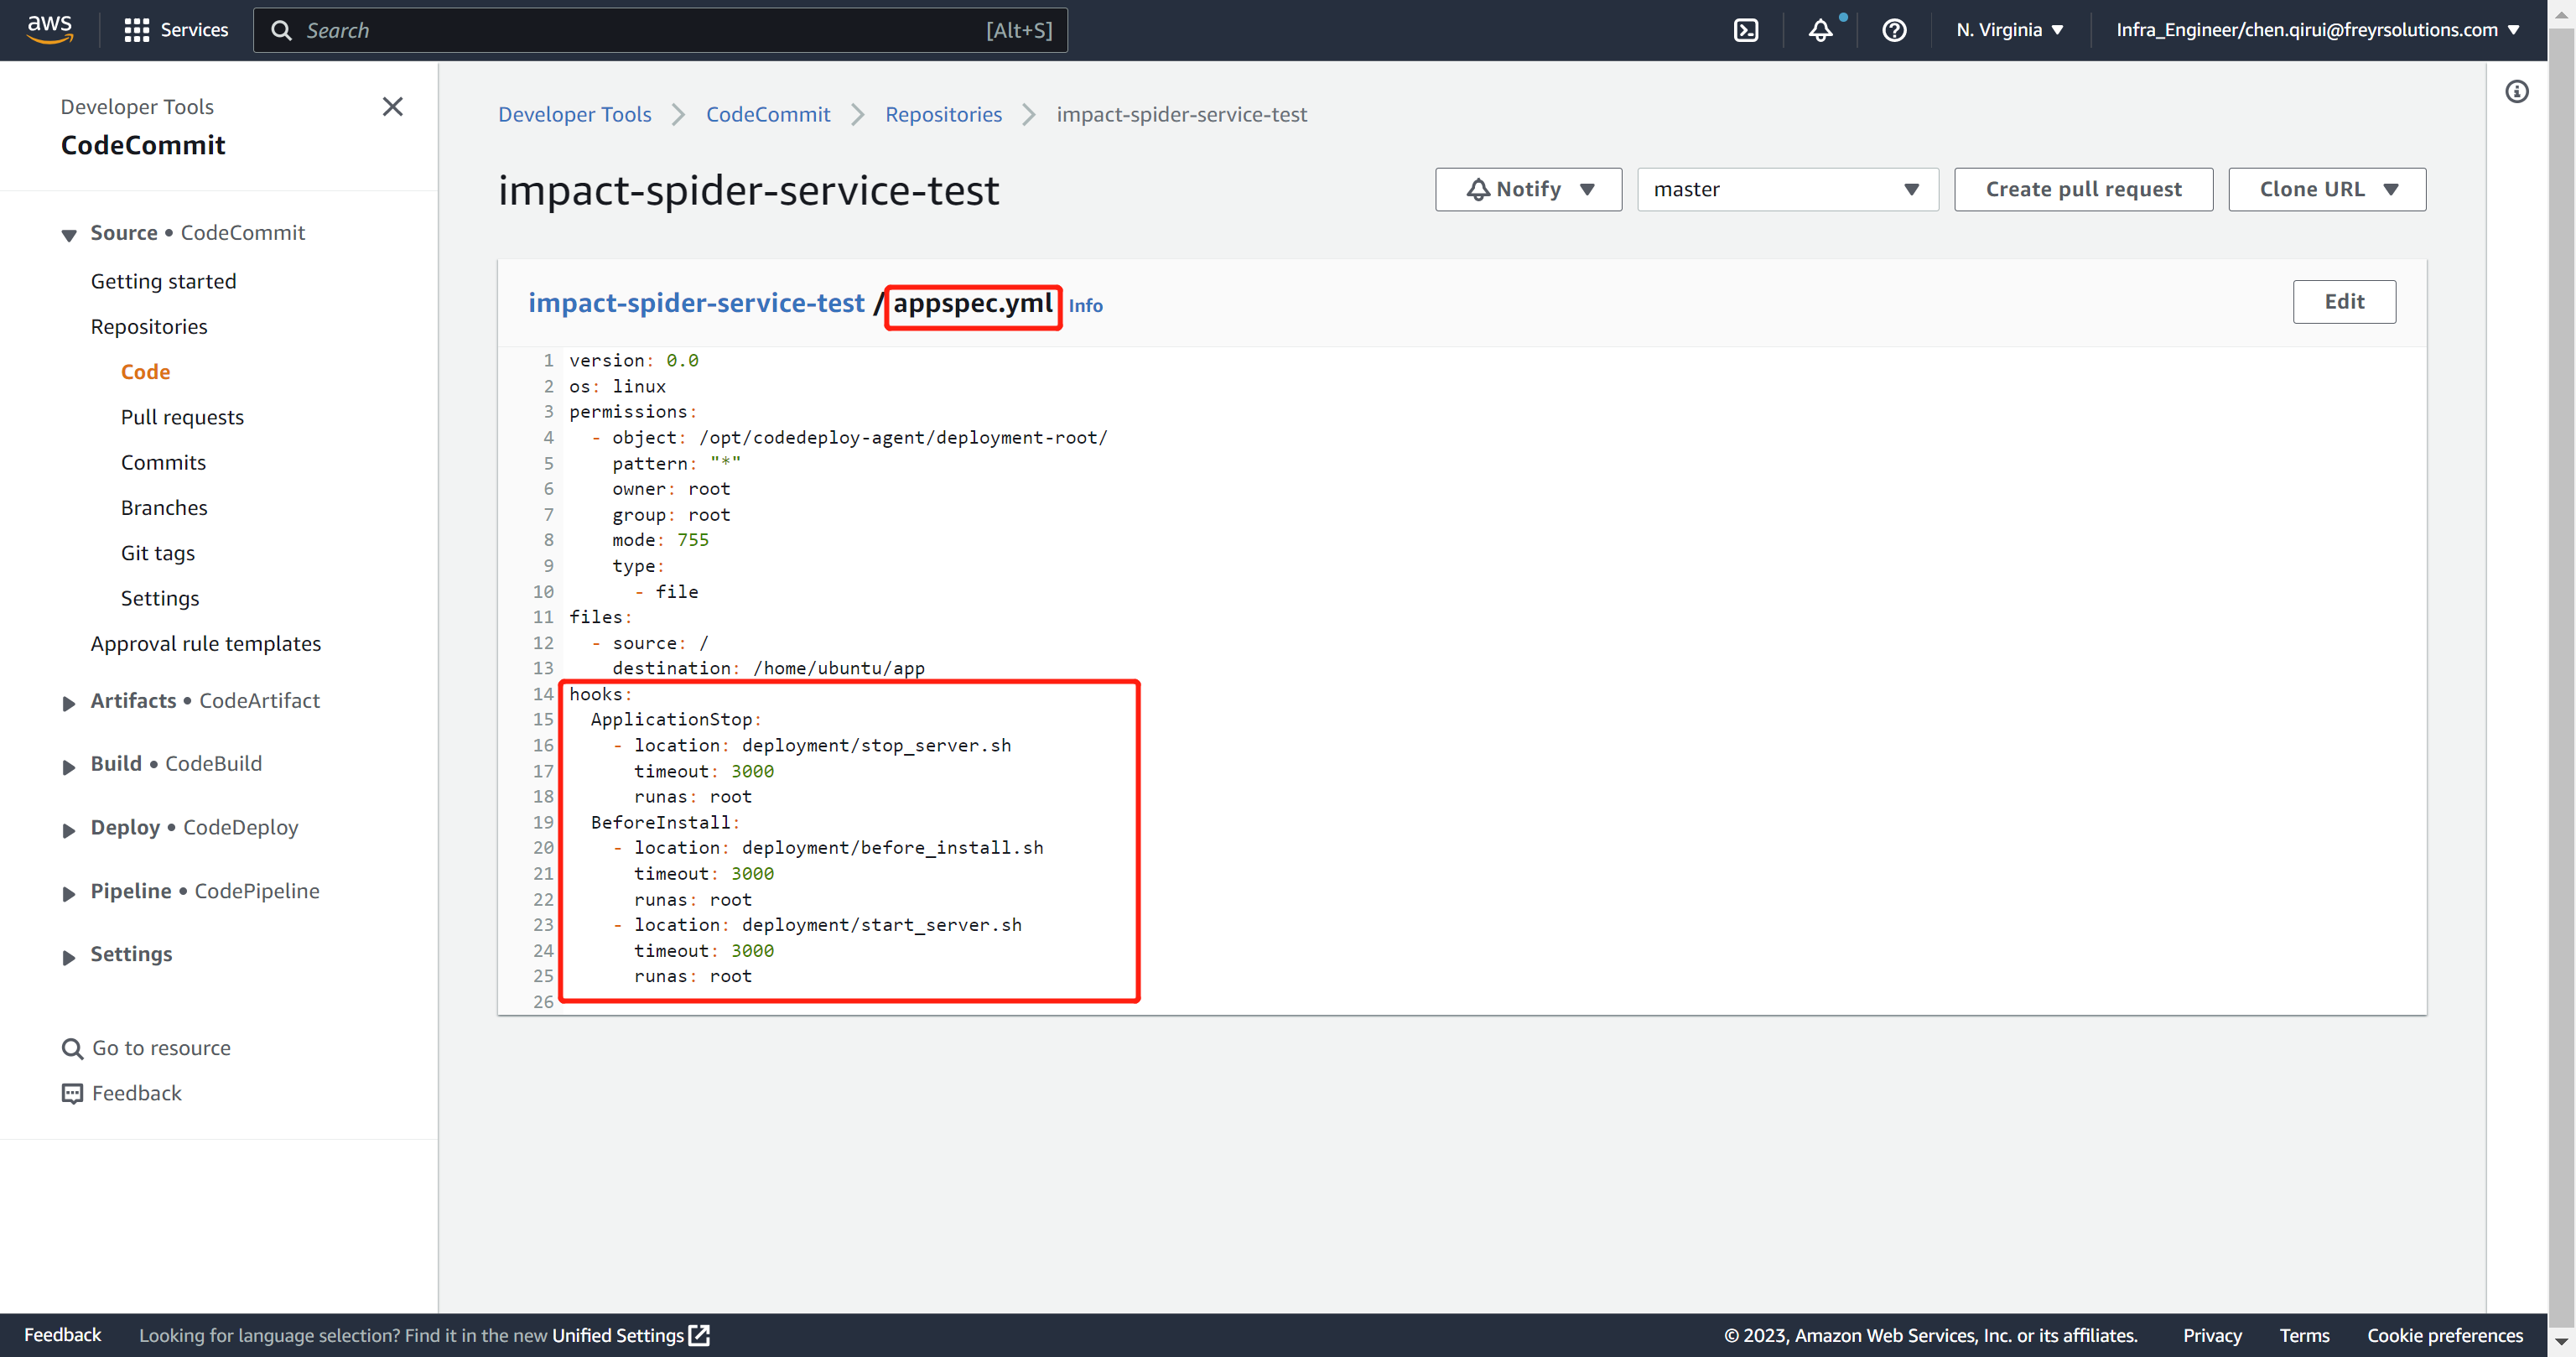 aws
Services
Search
[Alt+S]
N. Virginia
Infra_Engineer/chen.qirui@freyrsolutions.com
Developer Tools
CodeCommit
Source • CodeCommit
Getting started
Repositories
Code
Pull requests
Commits
Branches
Git tags
Settings
Approval rule templates
Artifacts • CodeArtifact
Build • CodeBuild
Deploy • CodeDeploy
Pipeline • CodePipeline
Settings
Go to resource
Feedback
Developer Tools
CodeCommit
Repositories
impact-spider-service-test
impact-spider-service-test
Notify
master
Create pull request
Clone URL
impact-spider-service-test / appspec.yml Info
Edit
1 version: 0.0
2 os: linux
3 permissions:
4 - object: /opt/codedeploy-agent/deployment-root/
5 pattern: "*"
6 owner: root
7 group: root
8 mode: 755
9 type:
10 - file
11 files:
12 - source: /
13 destination: /home/ubuntu/app
14 hooks:
15 ApplicationStop:
16 - location: deployment/stop_server.sh
17 timeout: 3000
18 runas: root
19 BeforeInstall:
20 - location: deployment/before_install.sh
21 timeout: 3000
22 runas: root
23 - location: deployment/start_server.sh
24 timeout: 3000
25 runas: root
26
Feedback
Looking for language selection? Find it in the new Unified Settings
© 2023, Amazon Web Services, Inc. or its affiliates.
Privacy
Terms
Cookie preferences